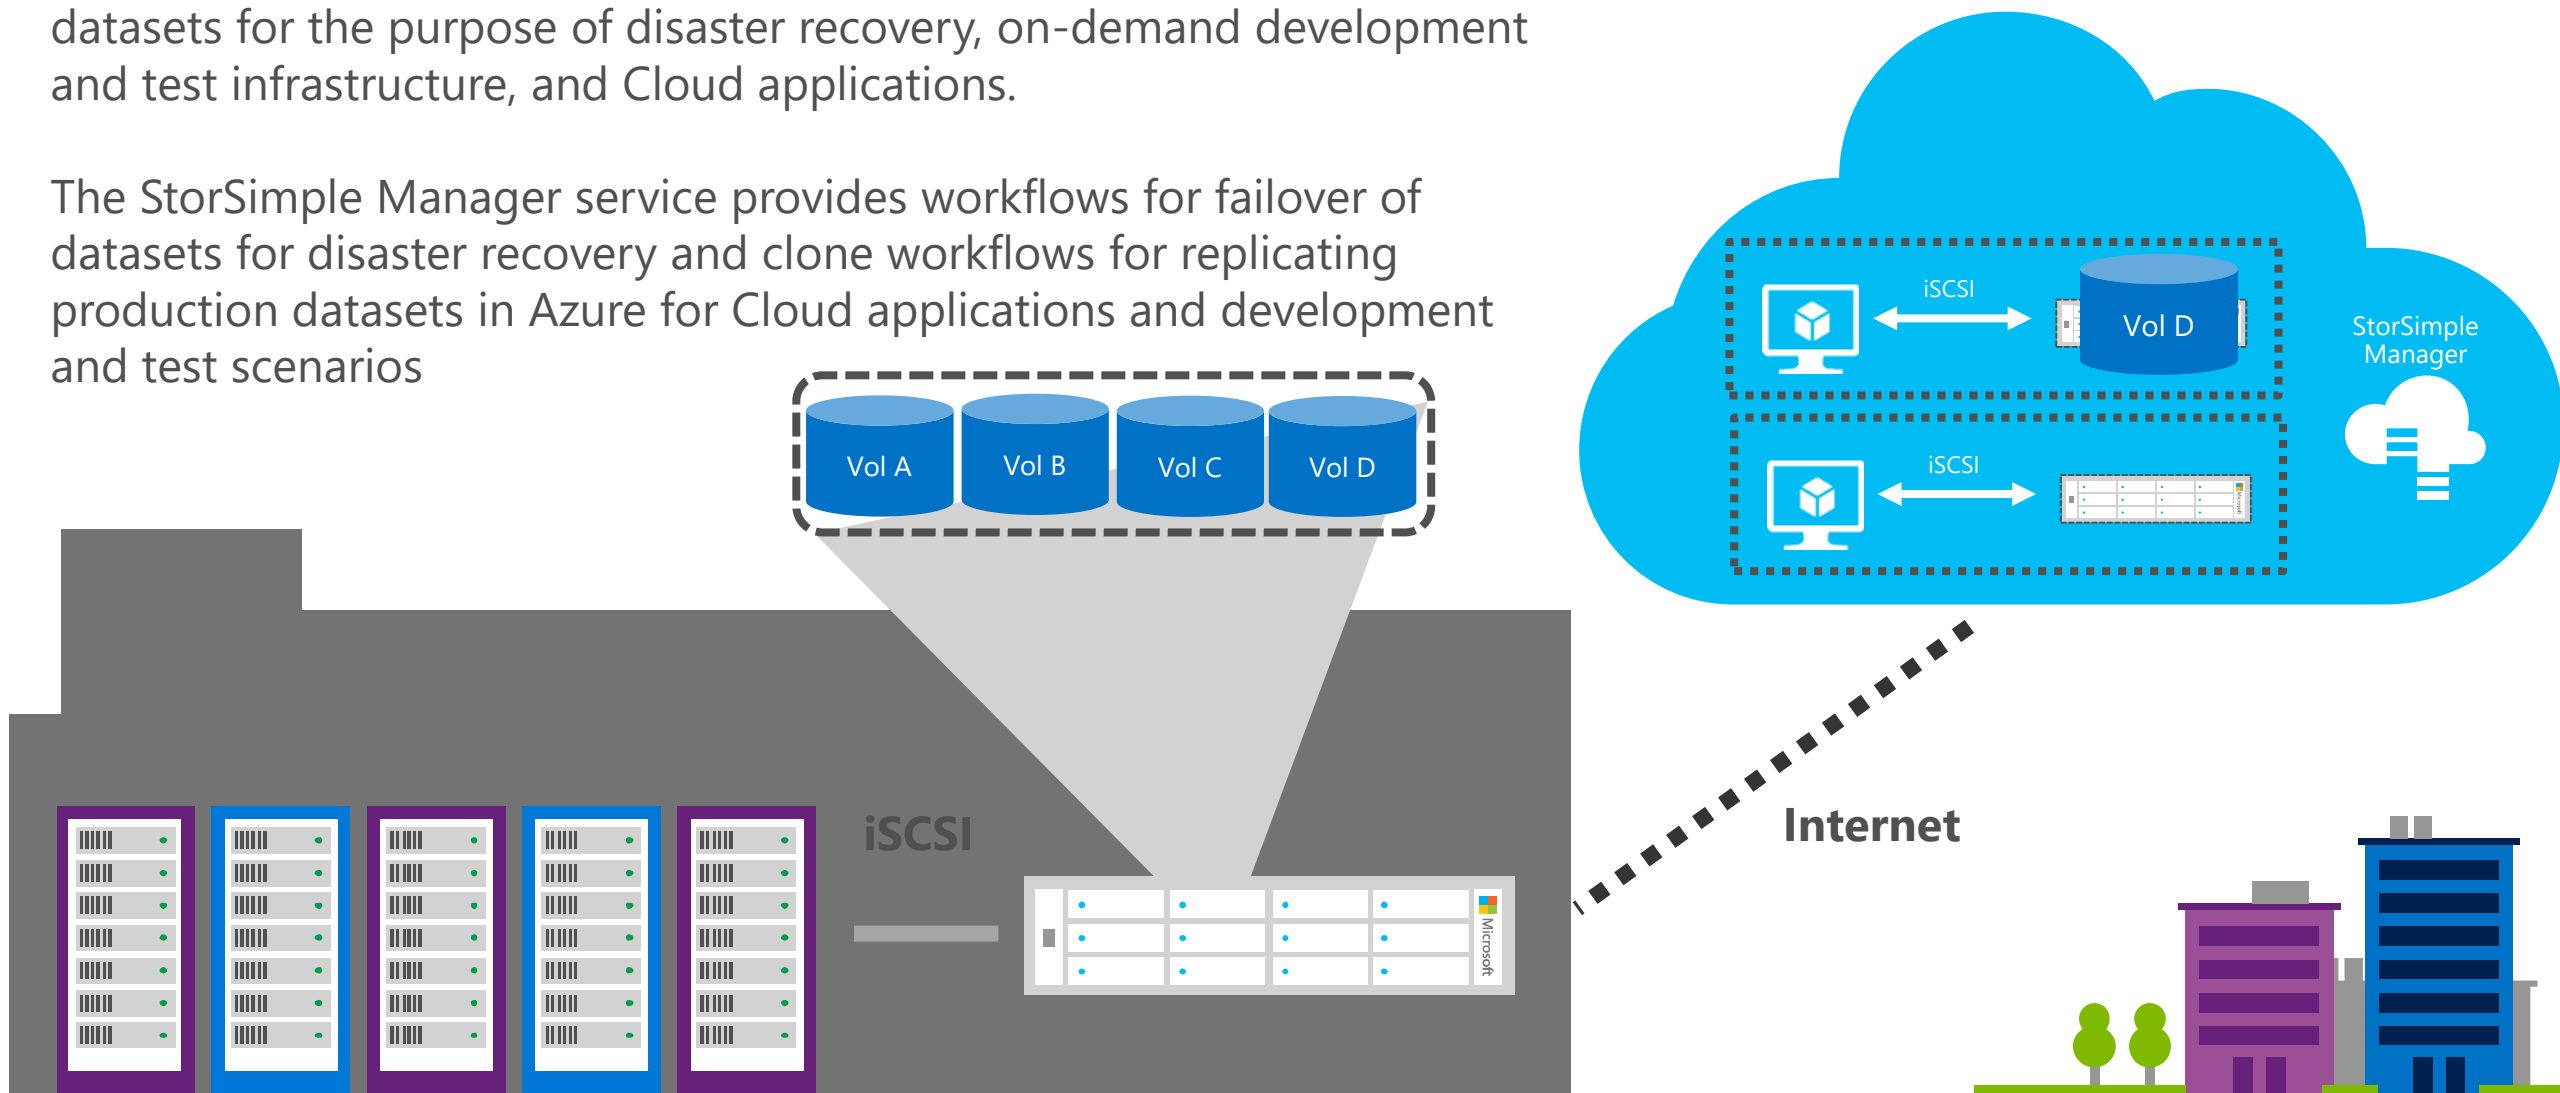 datasets for the purpose of disaster recovery, on-demand development
and test infrastructure, and Cloud applications.
The StorSimple Manager service provides workflows for failover of
datasets for disaster recovery and clone workflows for replicating
production datasets in Azure for Cloud applications and development
and test scenarios
Vol A
Vol B
Vol C
Vol D
iSCSI
Vol D
StorSimple
Manager
iSCSI
Microsoft
iSCSI
Internet
Microsoft